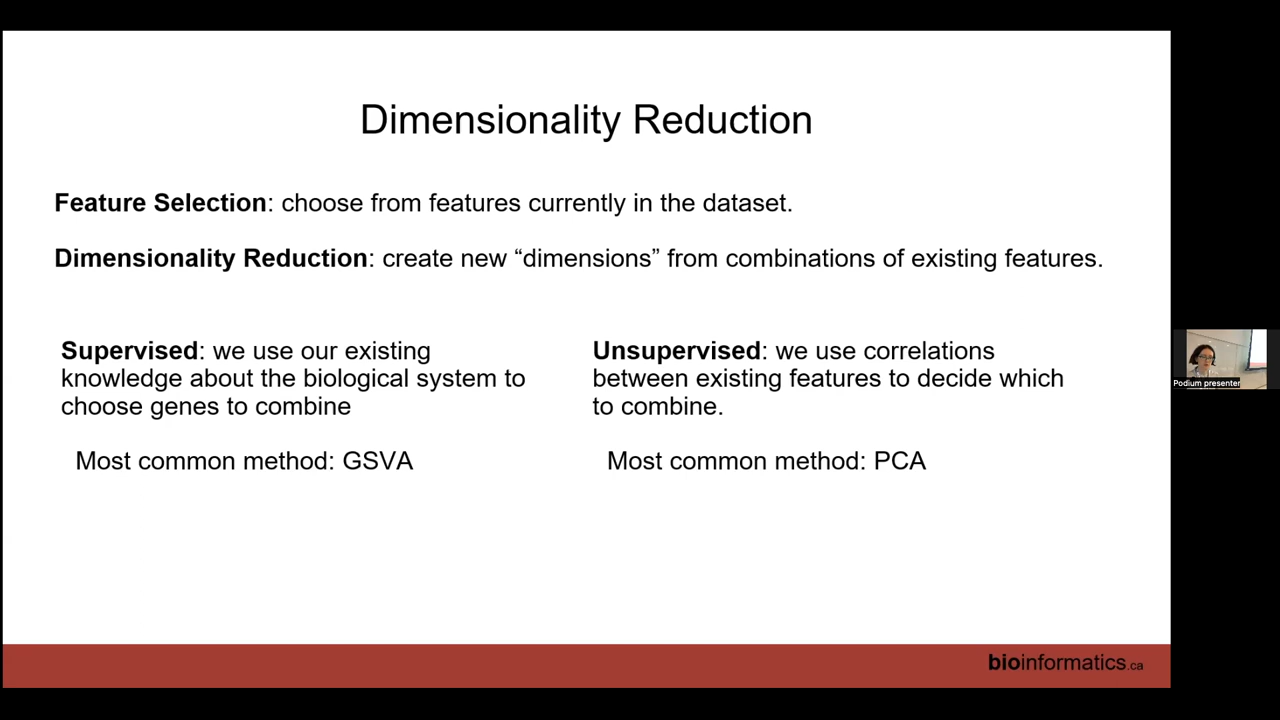 Dimensionality Reduction
Feature Selection: choose from features currently in the dataset.
Dimensionality Reduction: create new “dimensions” from combinations of existing features.
Supervised: we use our existing
knowledge about the biological system to
choose genes to combine
Most common method: GSVA
Unsupervised: we use correlations
between existing features to decide which
to combine.
Most common method: PCA
bioinformatics.ca
Podium presenter